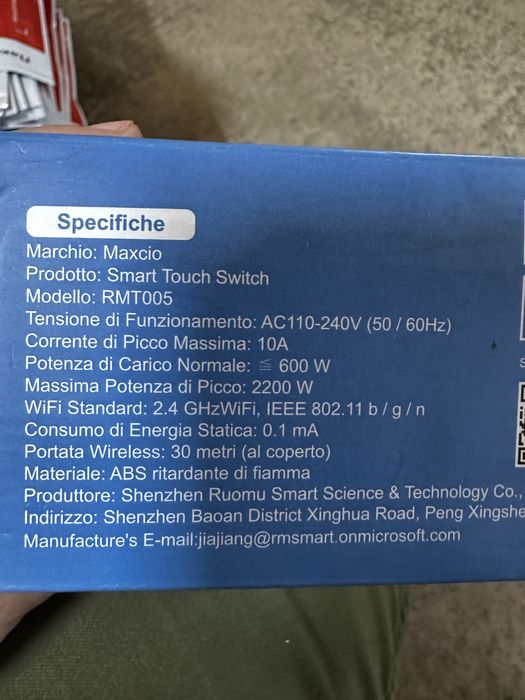 Specifiche
Marchio: Maxcio
Prodotto: Smart Touch Switch
Modello: RMT005
Tensione di Funzionamento: AC110-240V (50 / 60Hz)
Corrente di Picco Massima: 10A
Potenza di Carico Normale: ≦ 600 W
Massima Potenza di Picco: 2200 W
WiFi Standard: 2.4 GHzWiFi, IEEE 802.11 b / g / n
Consumo di Energia Statica: 0.1 mA
Portata Wireless: 30 metri (al coperto)
Materiale: ABS ritardante di fiamma
Produttore: Shenzhen Ruomu Smart Science & Technology Co.,
Indirizzo: Shenzhen Baoan District Xinghua Road, Peng Xingshe
Manufacture's E-mail:jiajiang@rmsmart.onmicrosoft.com